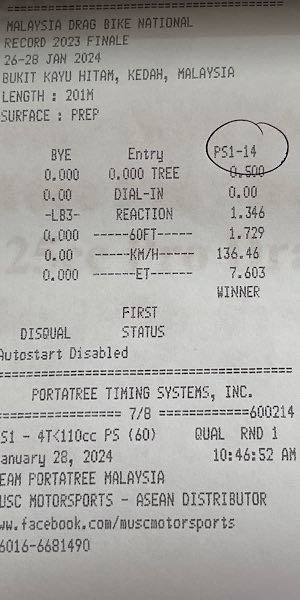 MALAYSIA DRAG BIKE NATIONAL
RECORD 2023 FINALE
26-28 JAN 2024
BUKIT KAYU HITAM, KEDAH, MALAYSIA
LENGTH : 201M
SURFACE : PREP
BYE Entry PS1-14
0.000 0.000 TREE 0.500
0.00 DIAL-IN 0.00
-LB3- REACTION 1.346
0.000 ------60FT----- 1.729
0.00 ------KM/H----- 136.46
0.000 -------ET------ 7.603
WINNER
FIRST
DISQUAL STATUS
Autostart Disabled
PORTATREE TIMING SYSTEMS, INC.
================ 7/8 ============600214
S1 - 4T<110cc PS (60) QUAL RND 1
anuary 28, 2024 10:46:52 AM
EAM PORTATREE MALAYSIA
USC MOTORSPORTS - ASEAN DISTRIBUTOR
ww.facebook.com/muscmotorsports
6016-6681490